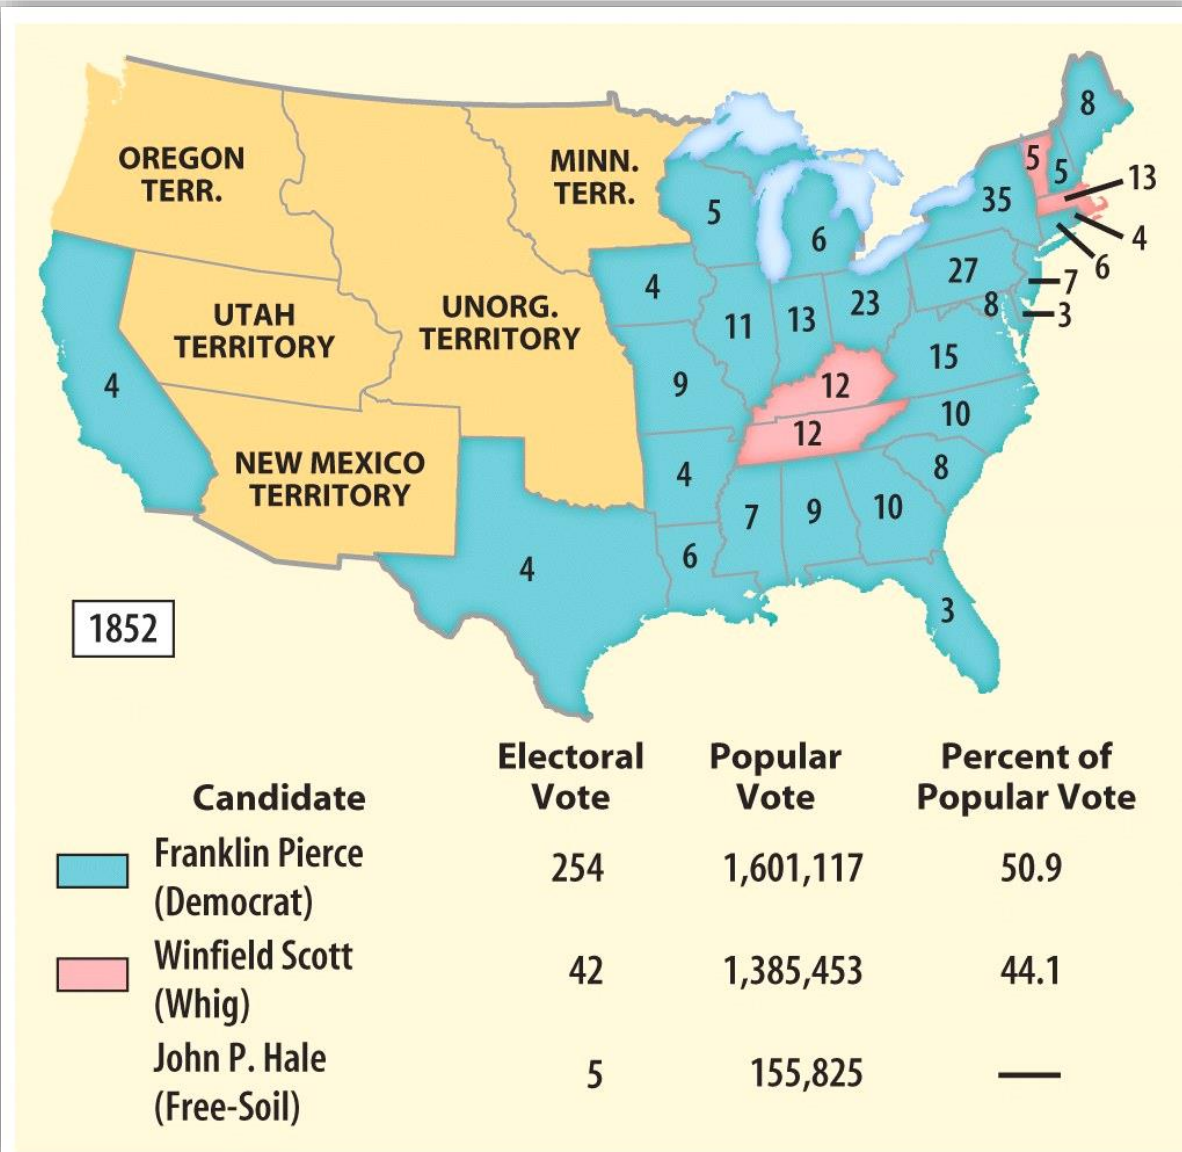 8
OREGON
TERR.
MINN.
TERR.
5
5
13
35
5
6
4
27
6
4
7
UTAH
TERRITORY
UNORG.
TERRITORY
11
13
23
8
3
15
4
9
12
10
12
NEW MEXICO
TERRITORY
4
8
7
9
10
6
4
3
1852
Candidate
Electoral
Vote
Popular
Vote
Percent of
Popular Vote
Franklin Pierce
(Democrat)
254
1,601,117
50.9
Winfield Scott
(Whig)
42
1,385,453
44.1
John P. Hale
(Free-Soil)
5
155,825
—